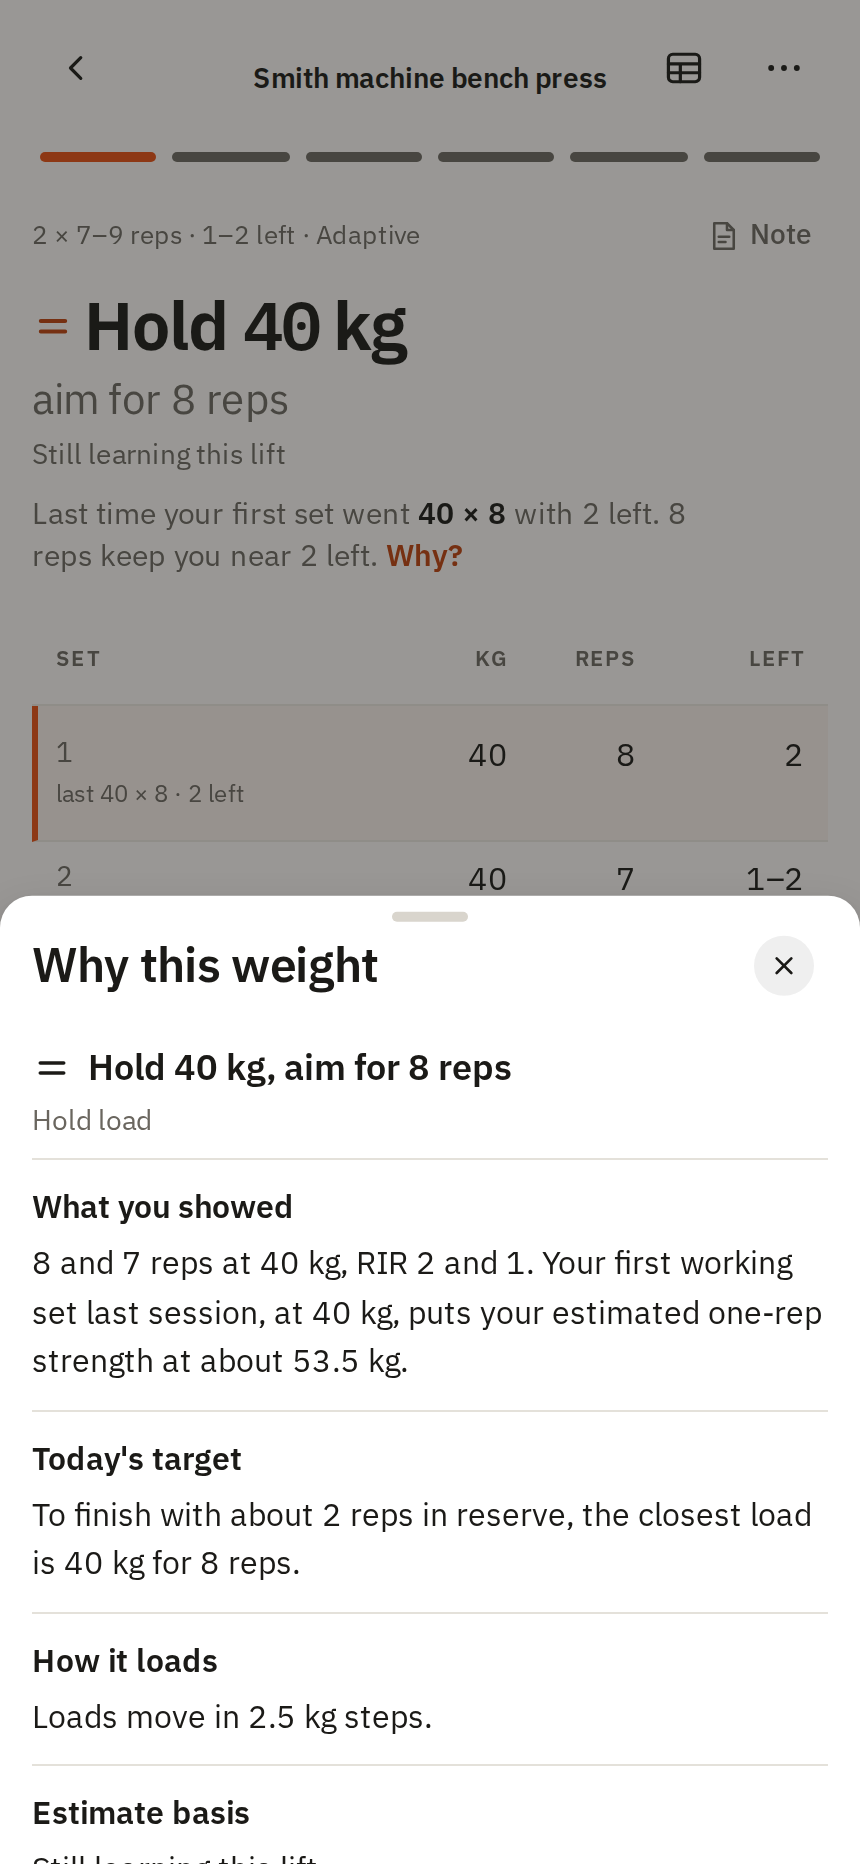 Smith machine bench press
2 × 7–9 reps · 1–2 left · Adaptive
Note
= Hold 40 kg
aim for 8 reps
Still learning this lift
Last time your first set went 40 × 8 with 2 left. 8
reps keep you near 2 left. Why?
SET KG REPS LEFT
1 40 8 2
last 40 × 8 · 2 left
2 40 7 1–2
Why this weight
= Hold 40 kg, aim for 8 reps
Hold load
What you showed
8 and 7 reps at 40 kg, RIR 2 and 1. Your first working
set last session, at 40 kg, puts your estimated one-rep
strength at about 53.5 kg.
Today's target
To finish with about 2 reps in reserve, the closest load
is 40 kg for 8 reps.
How it loads
Loads move in 2.5 kg steps.
Estimate basis
Still learning this lift